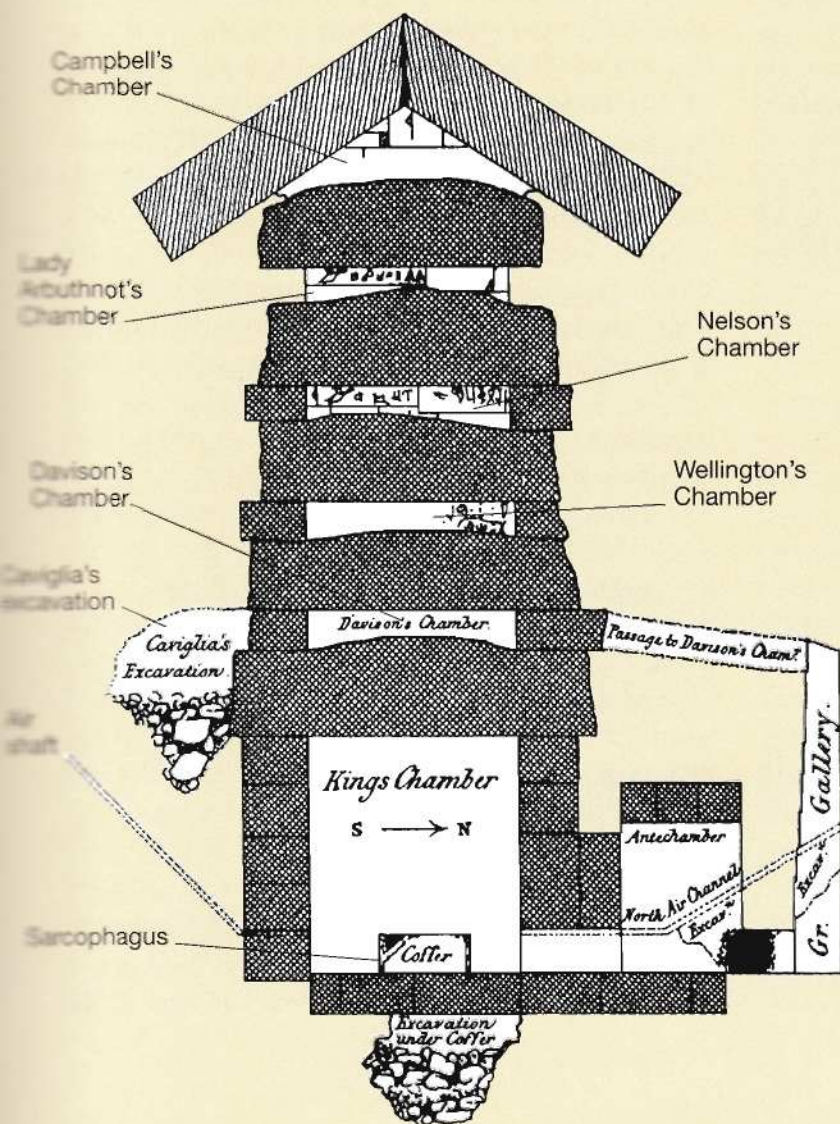 Campbell's
Chamber
Lady
Arbuthnot's
Chamber
Nelson's
Chamber
Davison's
Chamber
Wellington's
Chamber
Caviglia's
excavation
Davison's Chamber.
Passage to Davison's Cham.r
Caviglia's
Excavation.
Air
shaft
Kings Chamber
S N
Gallery
Antechamber
North Air Channel
Excav.n
Excav.n
Gr.
Sarcophagus
Coffer
Excavation
under Coffer